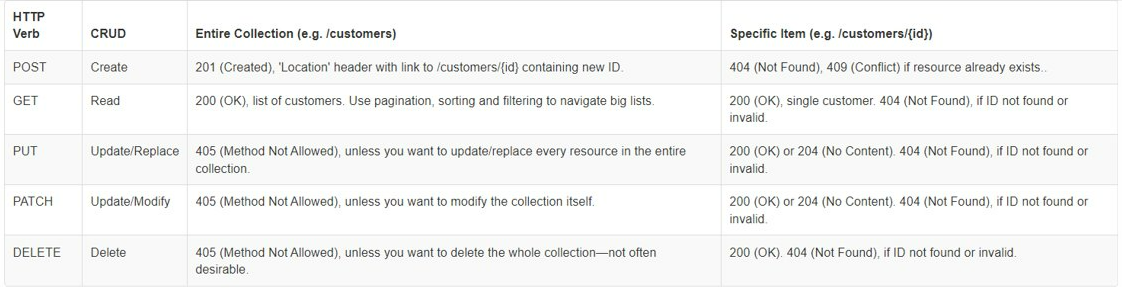 HTTP
Verb CRUD Entire Collection (e.g. /customers) Specific Item (e.g. /customers/{id})
POST Create 201 (Created), 'Location' header with link to /customers/{id} containing new ID. 404 (Not Found), 409 (Conflict) if resource already exists..
GET Read 200 (OK), list of customers. Use pagination, sorting and filtering to navigate big lists. 200 (OK), single customer. 404 (Not Found), if ID not found or
invalid.
PUT Update/Replace 405 (Method Not Allowed), unless you want to update/replace every resource in the entire
collection.
200 (OK) or 204 (No Content). 404 (Not Found), if ID not found or
invalid.
PATCH Update/Modify 405 (Method Not Allowed), unless you want to modify the collection itself. 200 (OK) or 204 (No Content). 404 (Not Found), if ID not found or
invalid.
DELETE Delete 405 (Method Not Allowed), unless you want to delete the whole collection—not often
desirable.
200 (OK). 404 (Not Found), if ID not found or invalid.